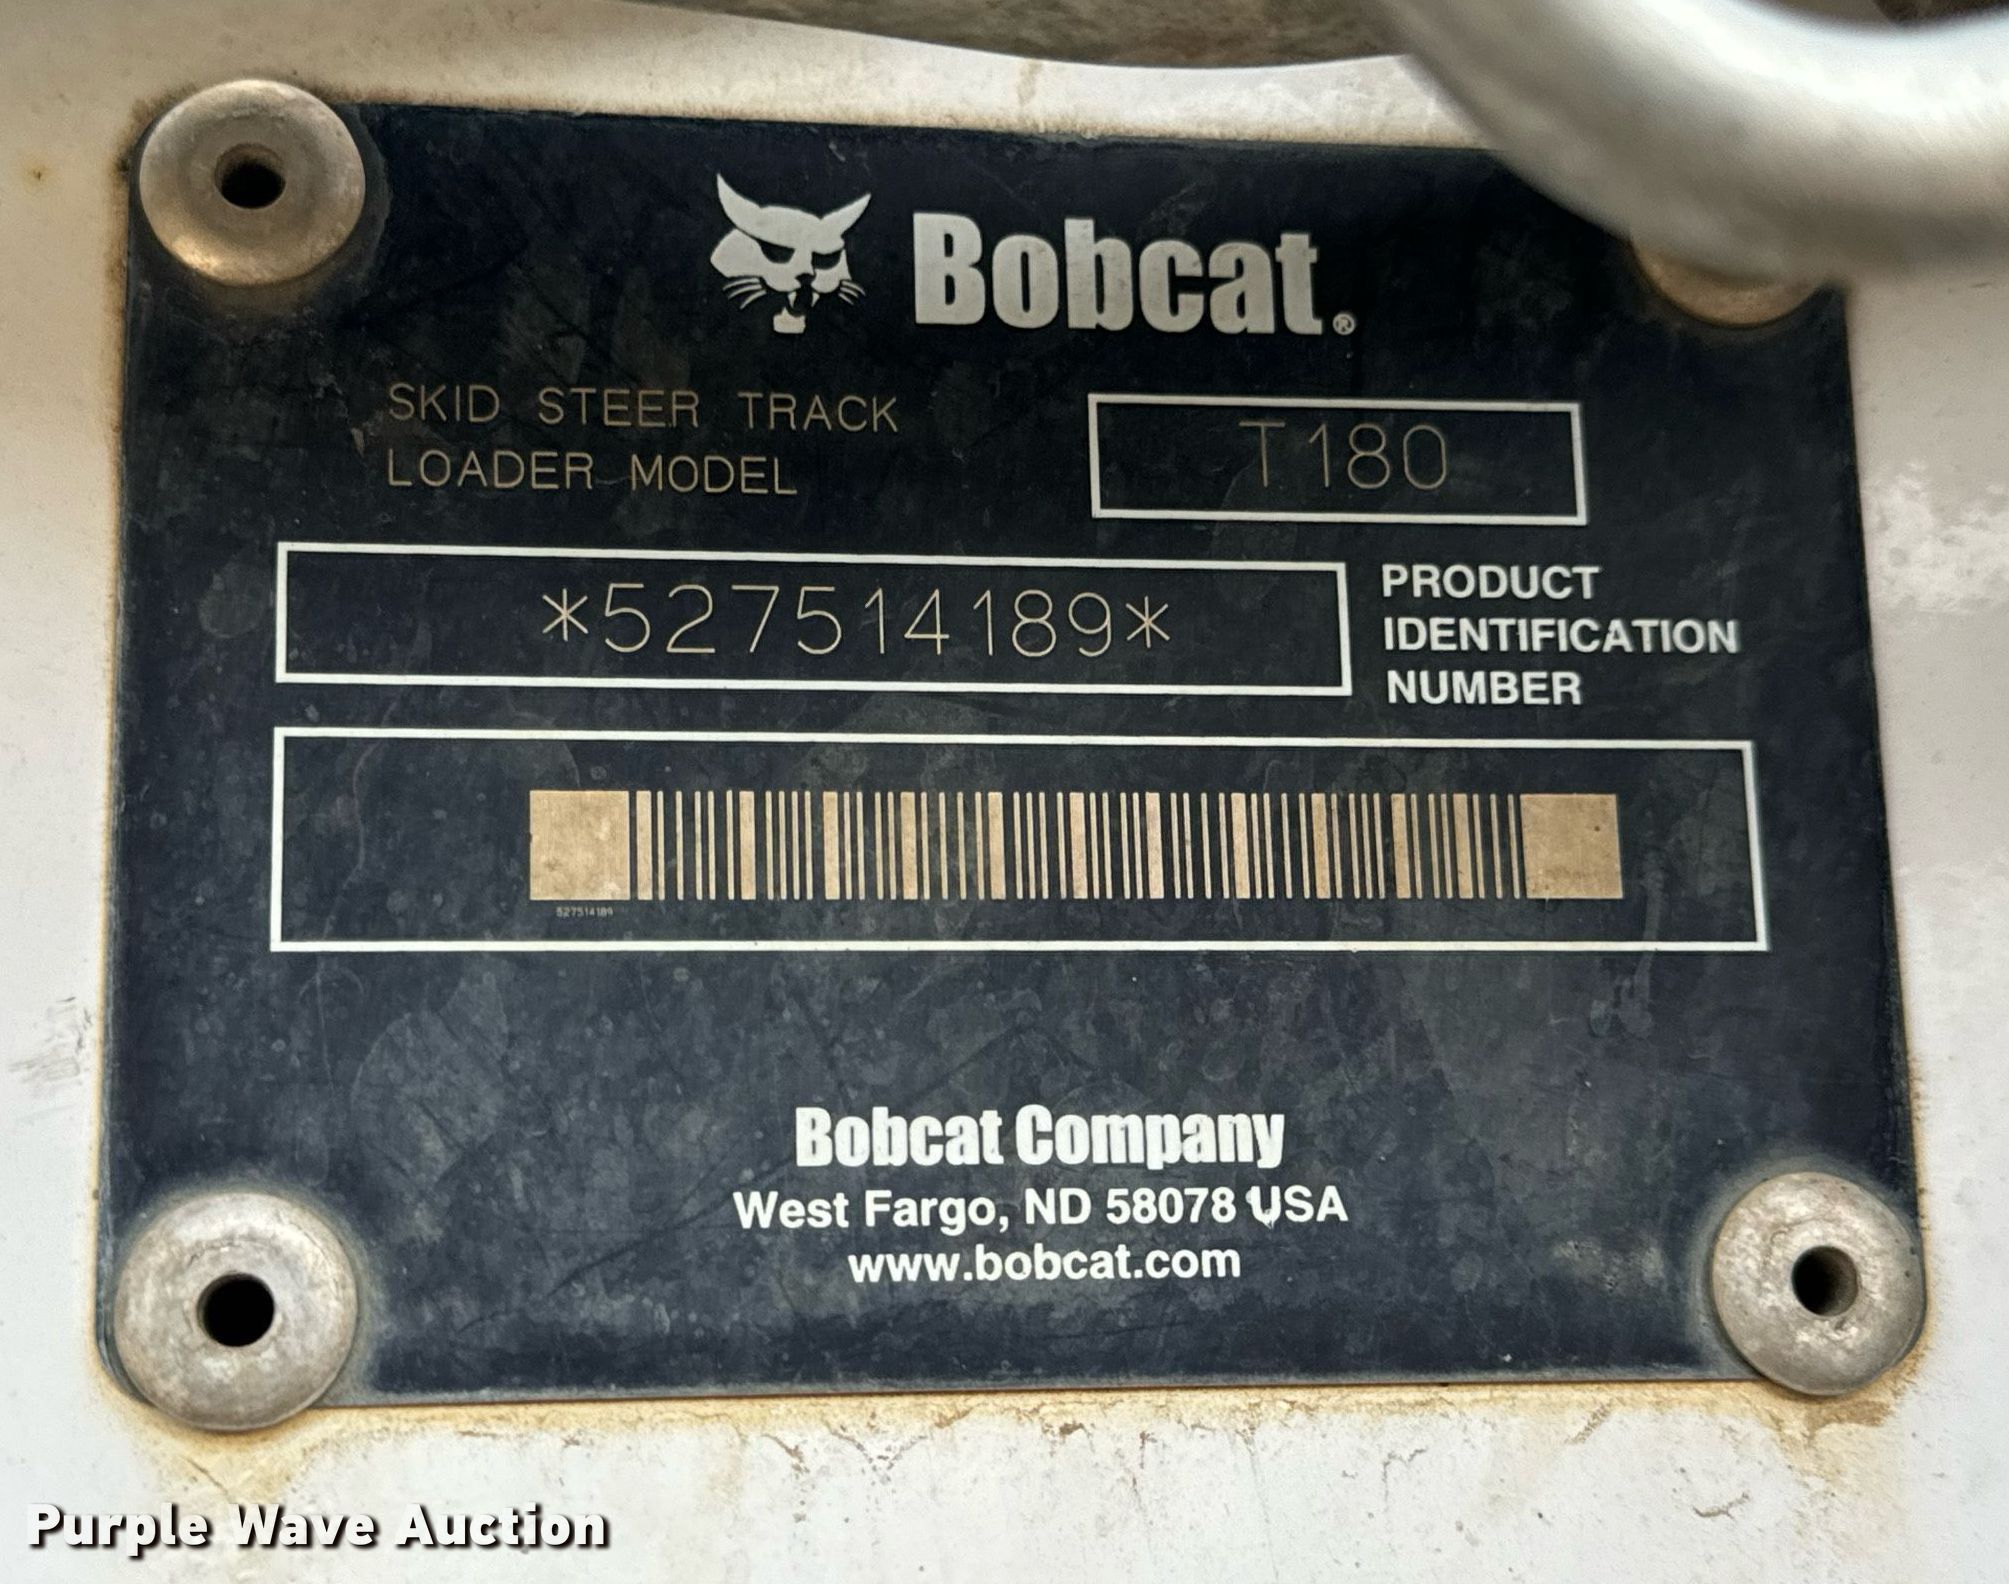 Bobcat®
SKID STEER TRACK
LOADER MODEL
T180
*527514189*
PRODUCT
IDENTIFICATION
NUMBER
527514189
Bobcat Company
West Fargo, ND 58078 USA
www.bobcat.com
Purple Wave Auction